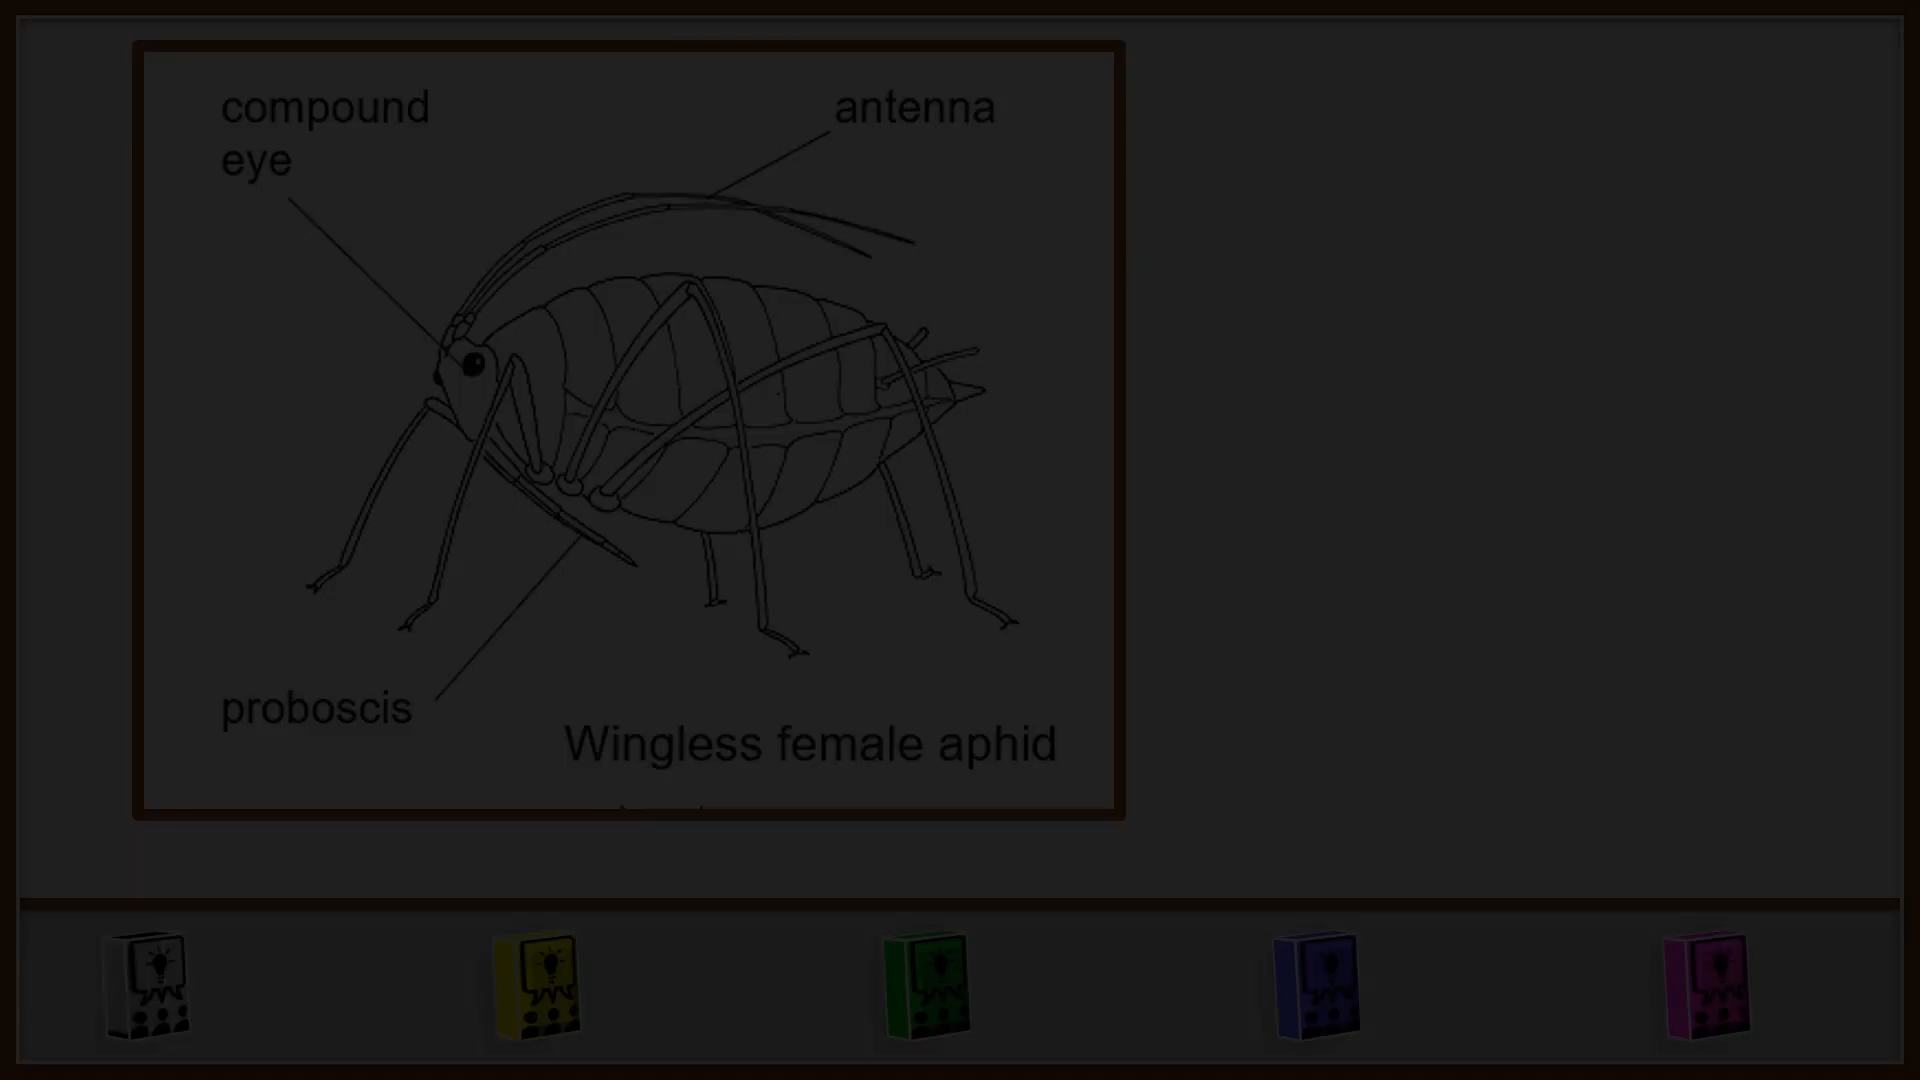 compound
eye
antenna
proboscis
Wingless female aphid